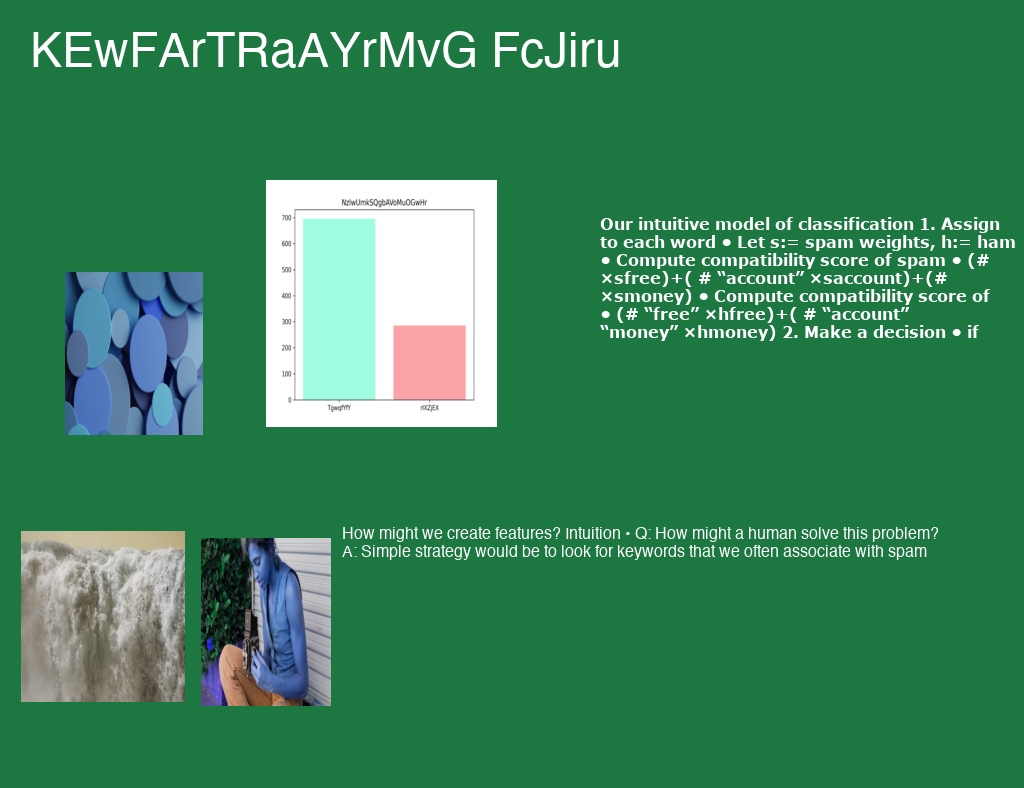 KEwFArTRaAYrMvG FcJiru
NzlwUmkSQgbAVoMuOGwHr
700
600
500
400
300
200
100
0
TgwqfYfY
rIXZjEX
Our intuitive model of classification 1. Assign
to each word • Let s:= spam weights, h:= ham
• Compute compatibility score of spam • (#
×sfree)+( # “account” ×saccount)+(#
×smoney) • Compute compatibility score of
• (# “free” ×hfree)+( # “account”
“money” ×hmoney) 2. Make a decision • if
How might we create features? Intuition • Q: How might a human solve this problem?
A: Simple strategy would be to look for keywords that we often associate with spam